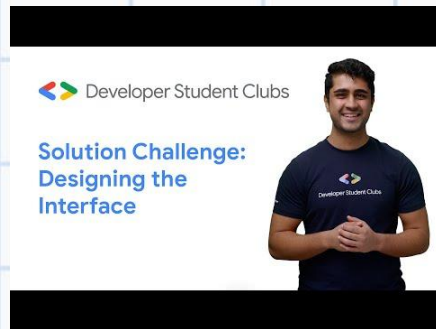 Developer Student Clubs
Solution Challenge:
Designing the
Interface
Developer Student Clubs